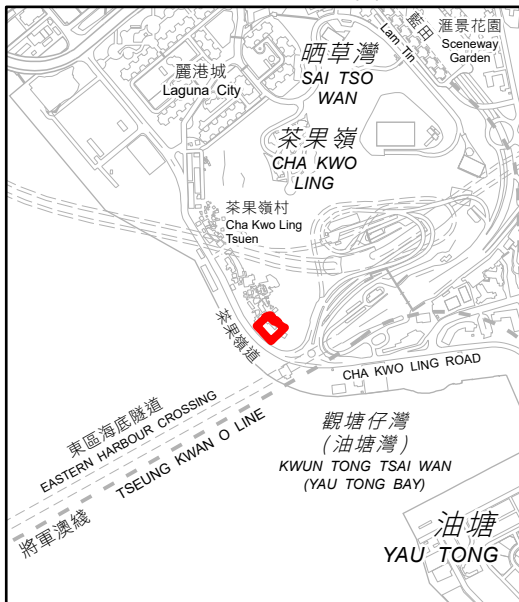 藍田
Lam Tin
滙景花園
Sceneway
Garden
晒草灣
SAI TSO
WAN
麗港城
Laguna City
茶果嶺
CHA KWO
LING
茶果嶺村
Cha Kwo Ling
Tsuen
茶果嶺道
CHA KWO LING ROAD
東區海底隧道
EASTERN HARBOUR CROSSING
TSEUNG KWAN O LINE
將軍澳綫
觀塘仔灣
(油塘灣)
KWUN TONG TSAI WAN
(YAU TONG BAY)
油塘
YAU TONG